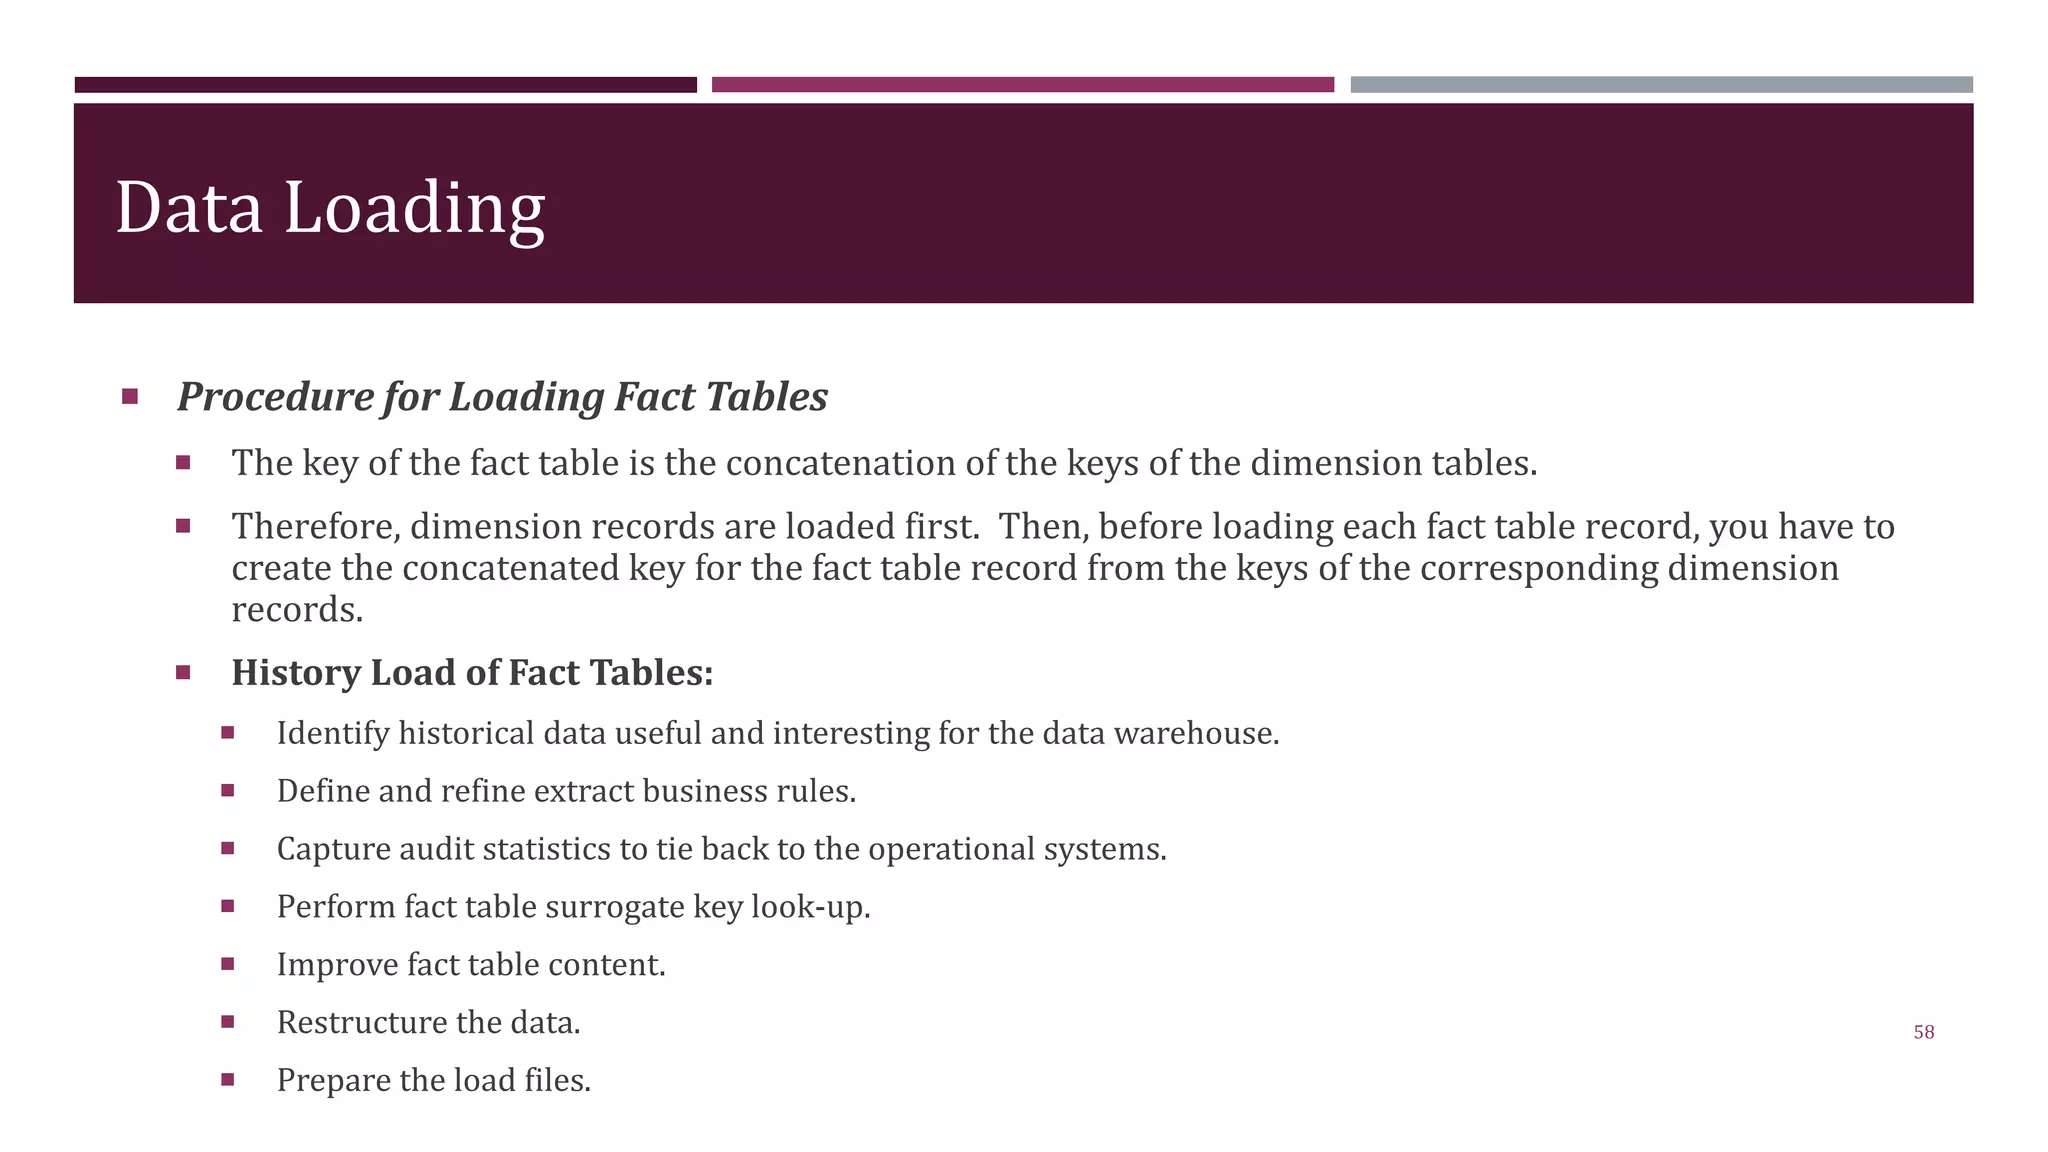 Data Loading
Procedure for Loading Fact Tables
The key of the fact table is the concatenation of the keys of the dimension tables.
Therefore, dimension records are loaded first.  Then, before loading each fact table record, you have to
create the concatenated key for the fact table record from the keys of the corresponding dimension
records.
History Load of Fact Tables:
Identify historical data useful and interesting for the data warehouse.
Define and refine extract business rules.
Capture audit statistics to tie back to the operational systems.
Perform fact table surrogate key look-up.
Improve fact table content.
Restructure the data.
58
Prepare the load files.